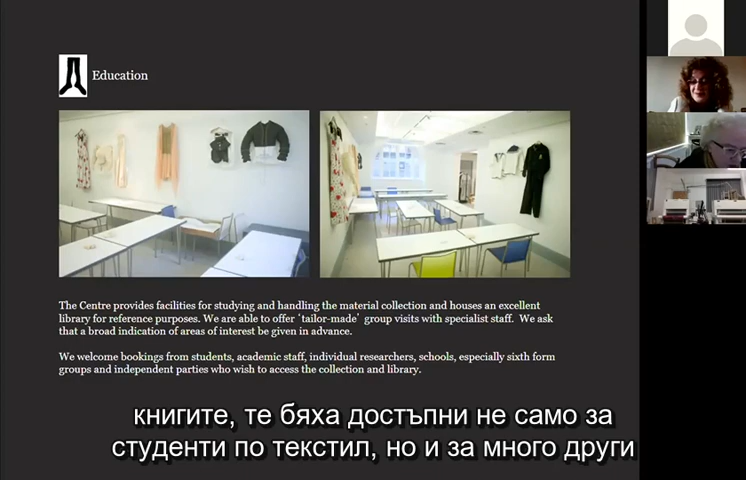 Education
The Centre provides facilities for studying and handling the material collection and houses an excellent
library for reference purposes. We are able to offer ‘tailor-made’ group visits with specialist staff. We ask
that a broad indication of areas of interest be given in advance.
We welcome bookings from students, academic staff, individual researchers, schools, especially sixth form
groups and independent parties who wish to access the collection and library.
книгите, те бяха достъпни не само за
студенти по текстил, но и за много други